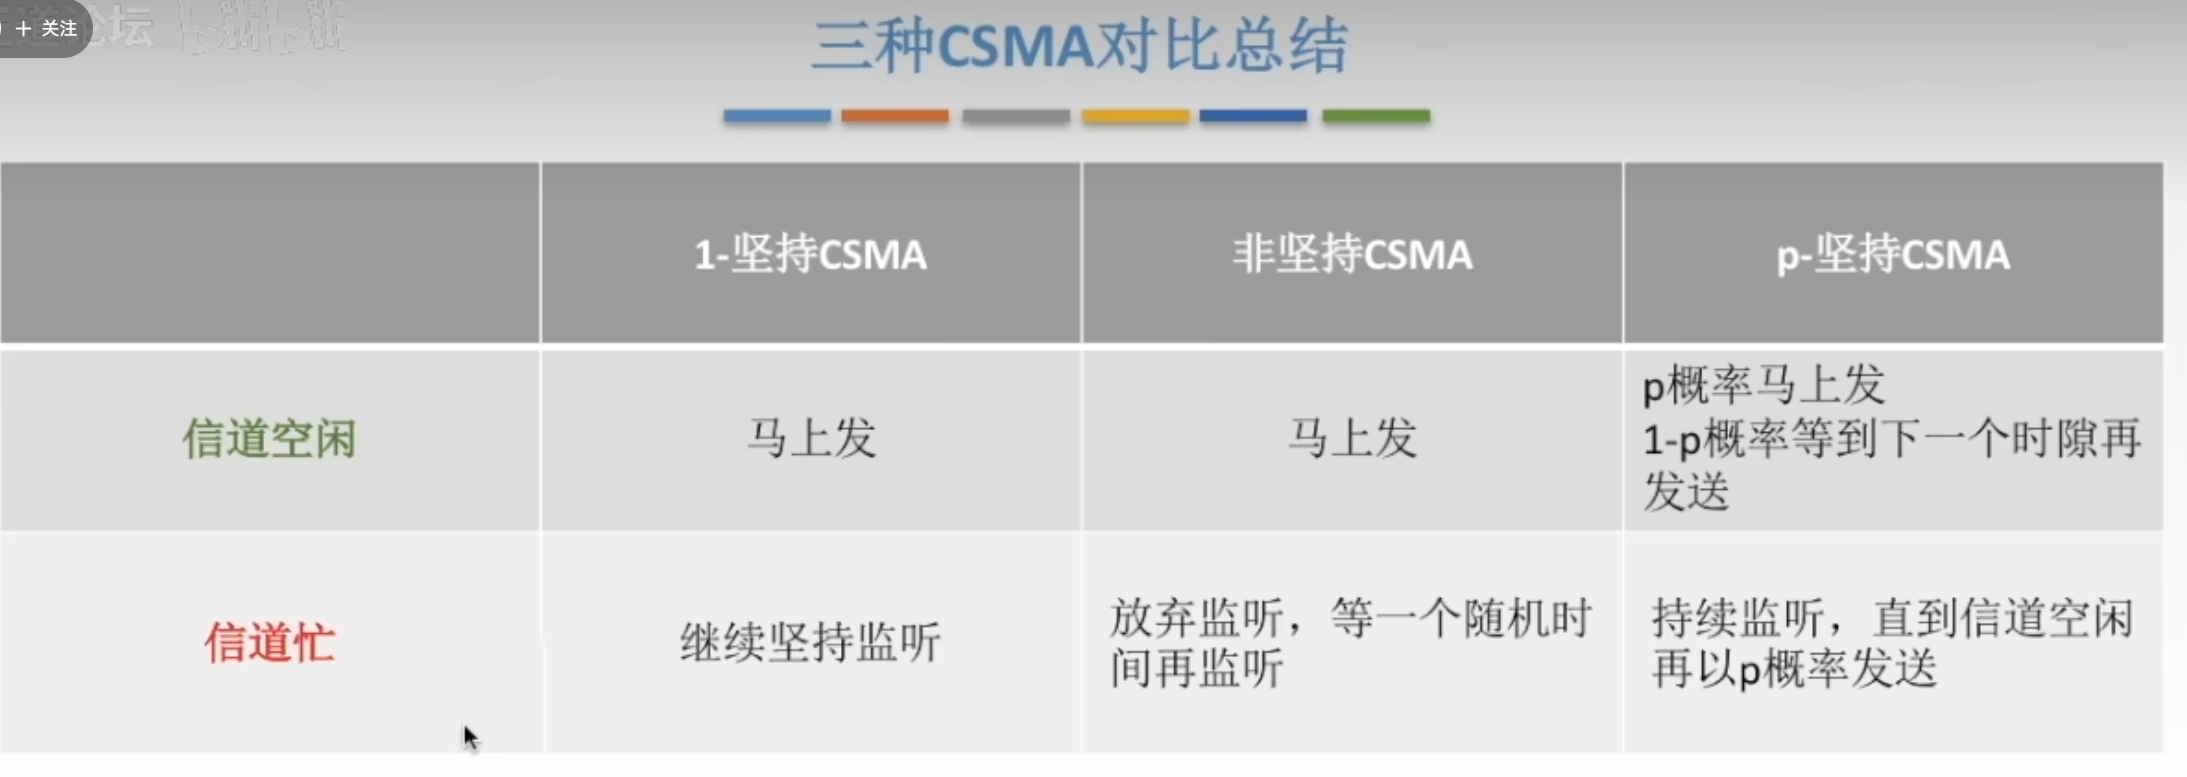 + 关注
论坛 bilibili
三种CSMA对比总结
1-坚持CSMA
非坚持CSMA
p-坚持CSMA
信道空闲
马上发
马上发
p概率马上发
1-p概率等到下一个时隙再
发送
信道忙
继续坚持监听
放弃监听，等一个随机时
间再监听
持续监听，直到信道空闲
再以p概率发送